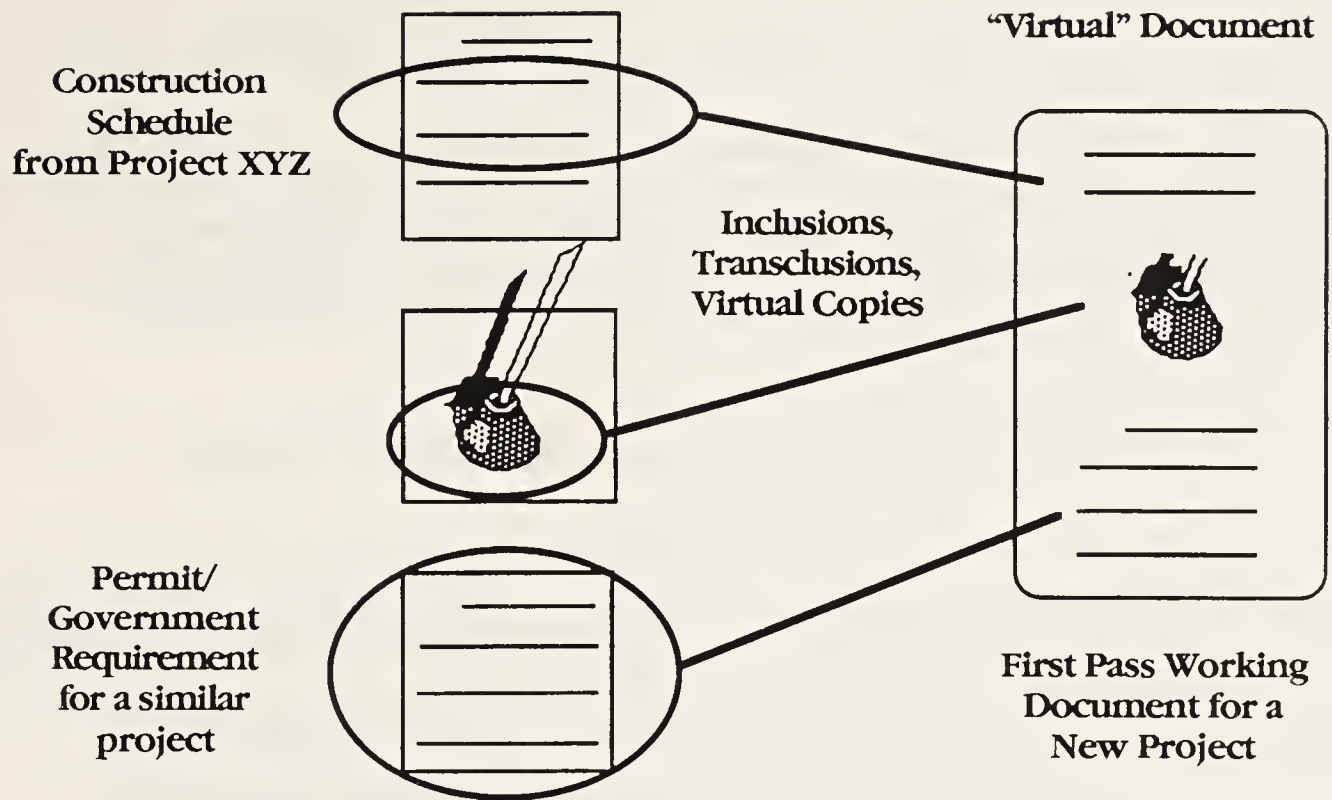 "Virtual" Document
Construction
Schedule
from Project XYZ
Inclusions,
Transclusions,
Virtual Copies
Permit/
Government
Requirement
for a similar
project
First Pass Working
Document for a
New Project